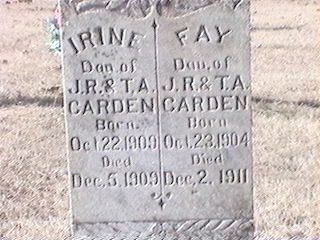 IRINE
Dau. of
J.R. & T.A.
CARDEN
Born.
Oct. 22, 1909
Died
Dec. 5, 1909
FAY
Dau. of
J.R. & T.A.
CARDEN
Born
Oct. 23, 1904
Died
Dec. 2, 1911